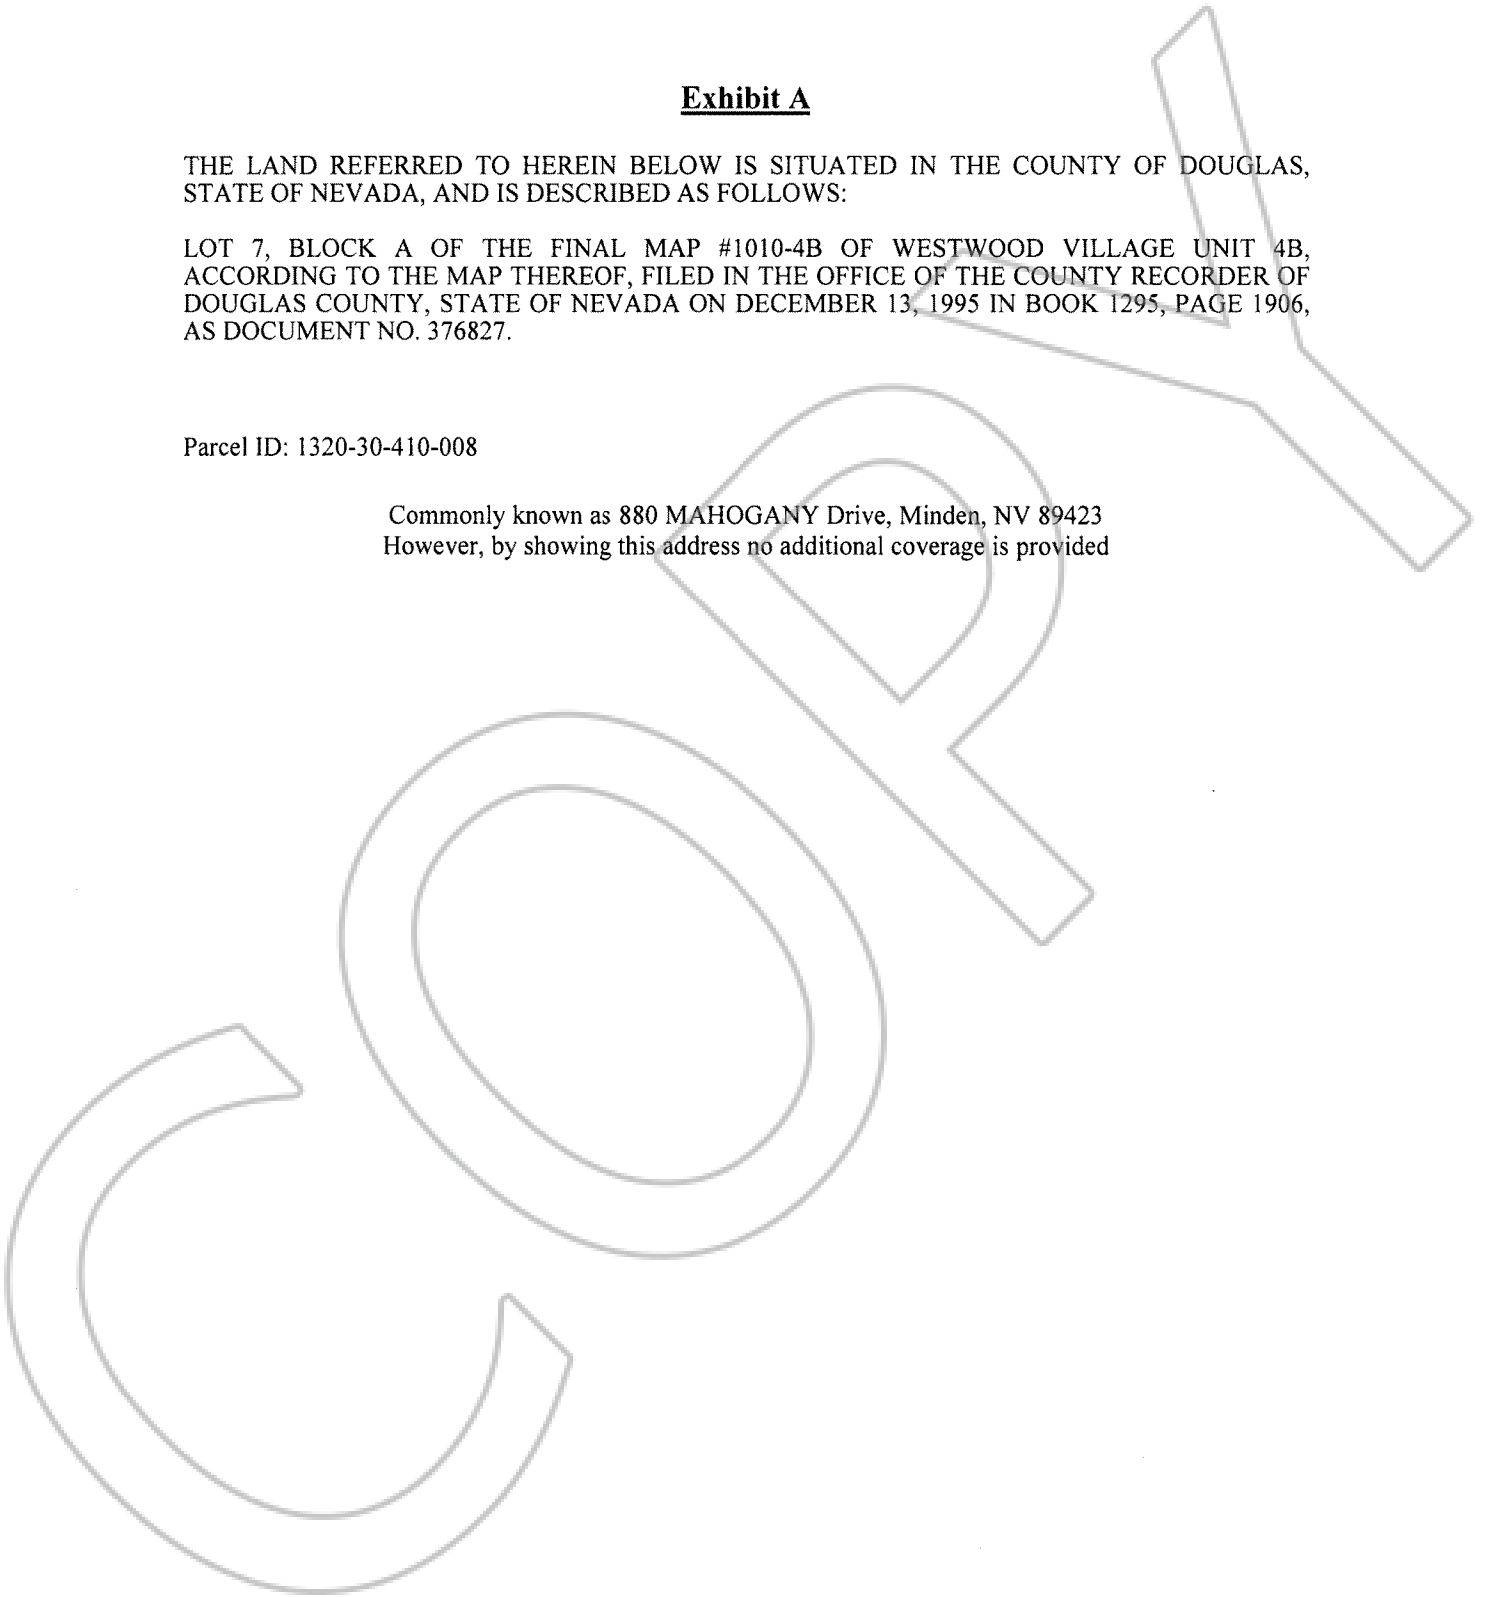 Exhibit A
THE LAND REFERRED TO HEREIN BELOW IS SITUATED IN THE COUNTY OF DOUGLAS,
STATE OF NEVADA, AND IS DESCRIBED AS FOLLOWS:
LOT 7, BLOCK A OF THE FINAL MAP #1010-4B OF WESTWOOD VILLAGE UNIT 4B,
ACCORDING TO THE MAP THEREOF, FILED IN THE OFFICE OF THE COUNTY RECORDER OF
DOUGLAS COUNTY, STATE OF NEVADA ON DECEMBER 13, 1995 IN BOOK 1295, PAGE 1906,
AS DOCUMENT NO. 376827.
Parcel ID: 1320-30-410-008
Commonly known as 880 MAHOGANY Drive, Minden, NV 89423
However, by showing this address no additional coverage is provided
COPY